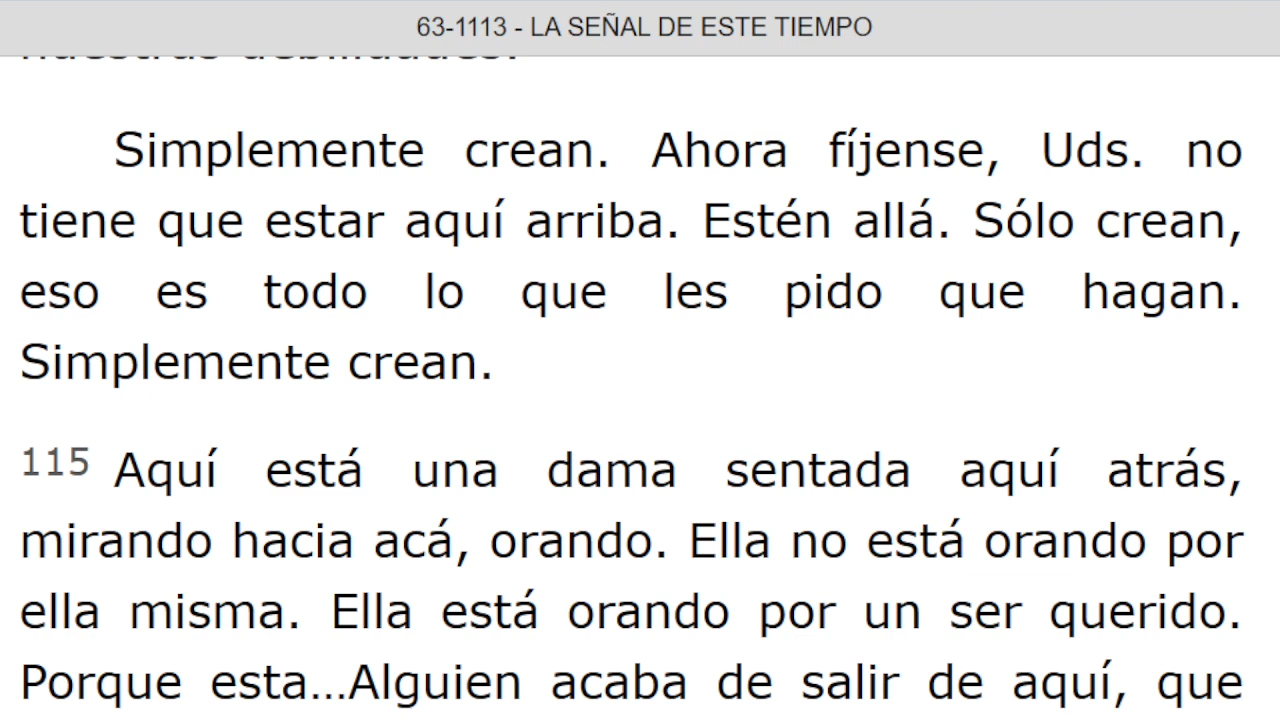 63-1113 - LA SEÑAL DE ESTE TIEMPO
nuestras debilidades.
Simplemente crean. Ahora fíjense, Uds. no
tiene que estar aquí arriba. Estén allá. Sólo crean,
eso es todo lo que les pido que hagan.
Simplemente crean.
115 Aquí está una dama sentada aquí atrás,
mirando hacia acá, orando. Ella no está orando por
ella misma. Ella está orando por un ser querido.
Porque esta...Alguien acaba de salir de aquí, que